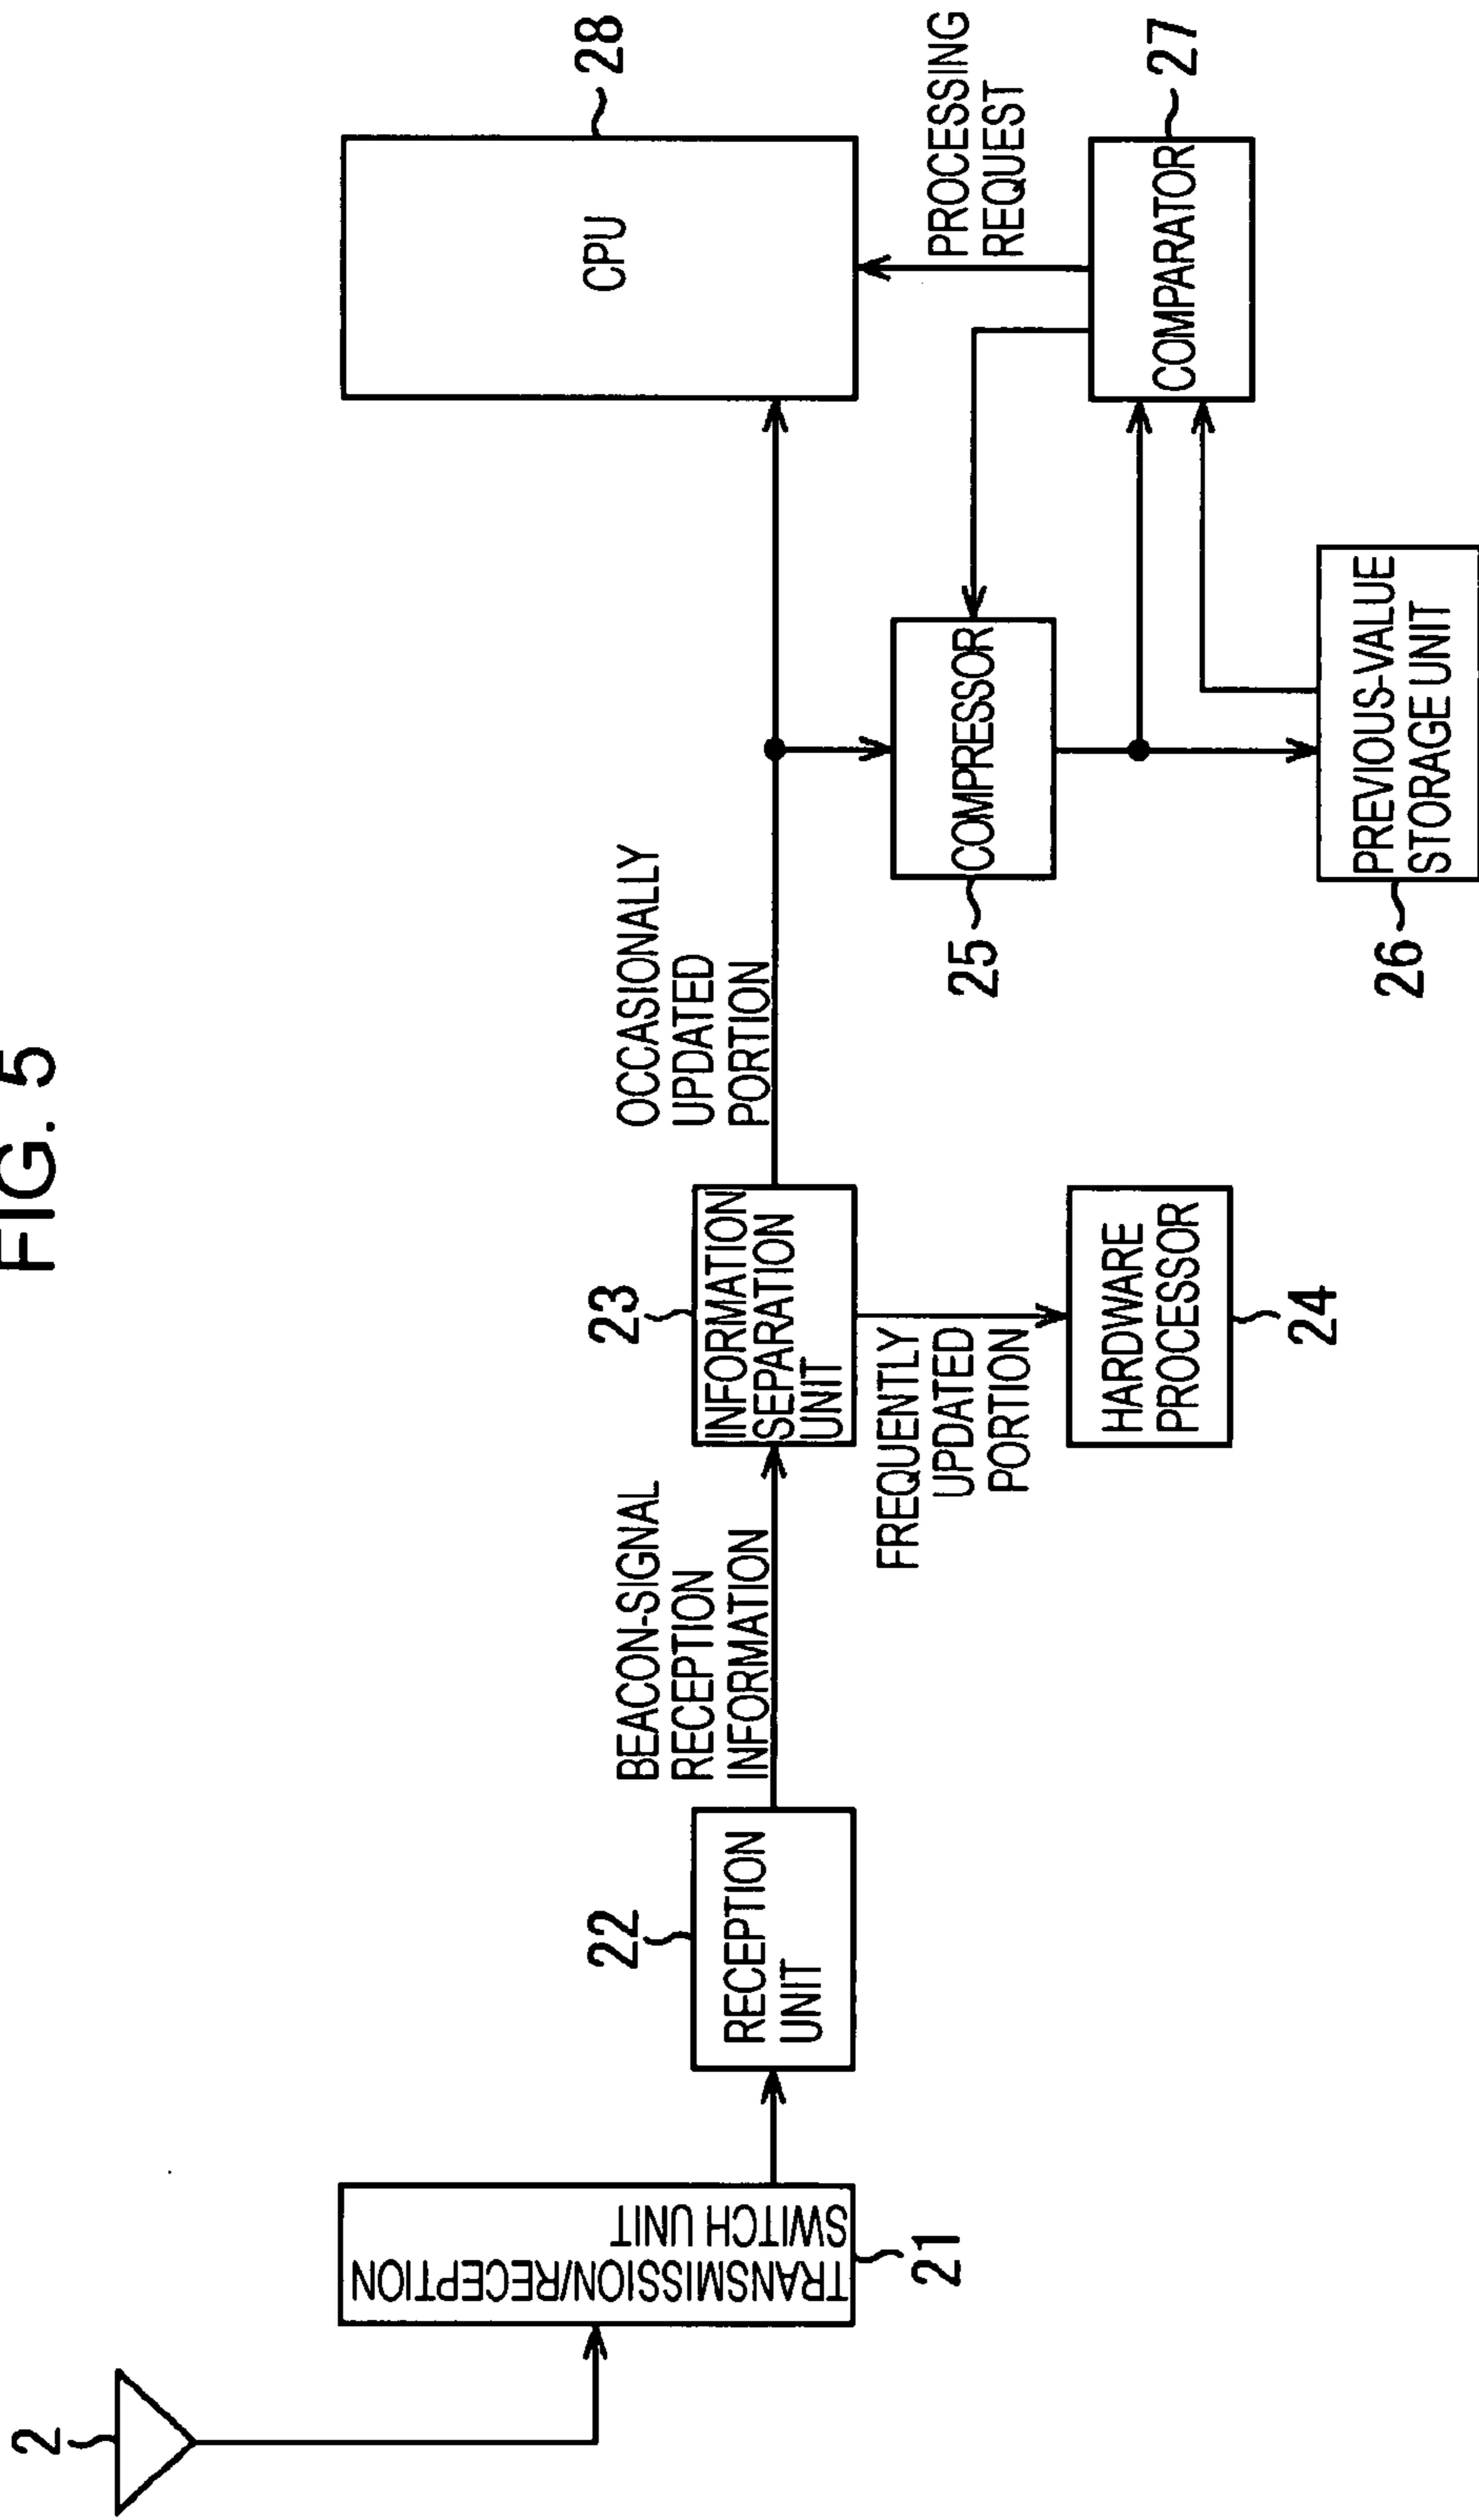 FIG. 5
2
TRANSMISSION/RECEPTION
SWITCH UNIT
21
22
RECEPTION
UNIT
BEACON-SIGNAL
RECEPTION
INFORMATION
23
INFORMATION
SEPARATION
UNIT
FREQUENTLY
UPDATED
PORTION
HARDWARE
PROCESSOR
24
OCCASIONALLY
UPDATED
PORTION
COMPRESSOR
25
PREVIOUS-VALUE
STORAGE UNIT
26
CPU
28
PROCESSING
REQUEST
COMPARATOR
27